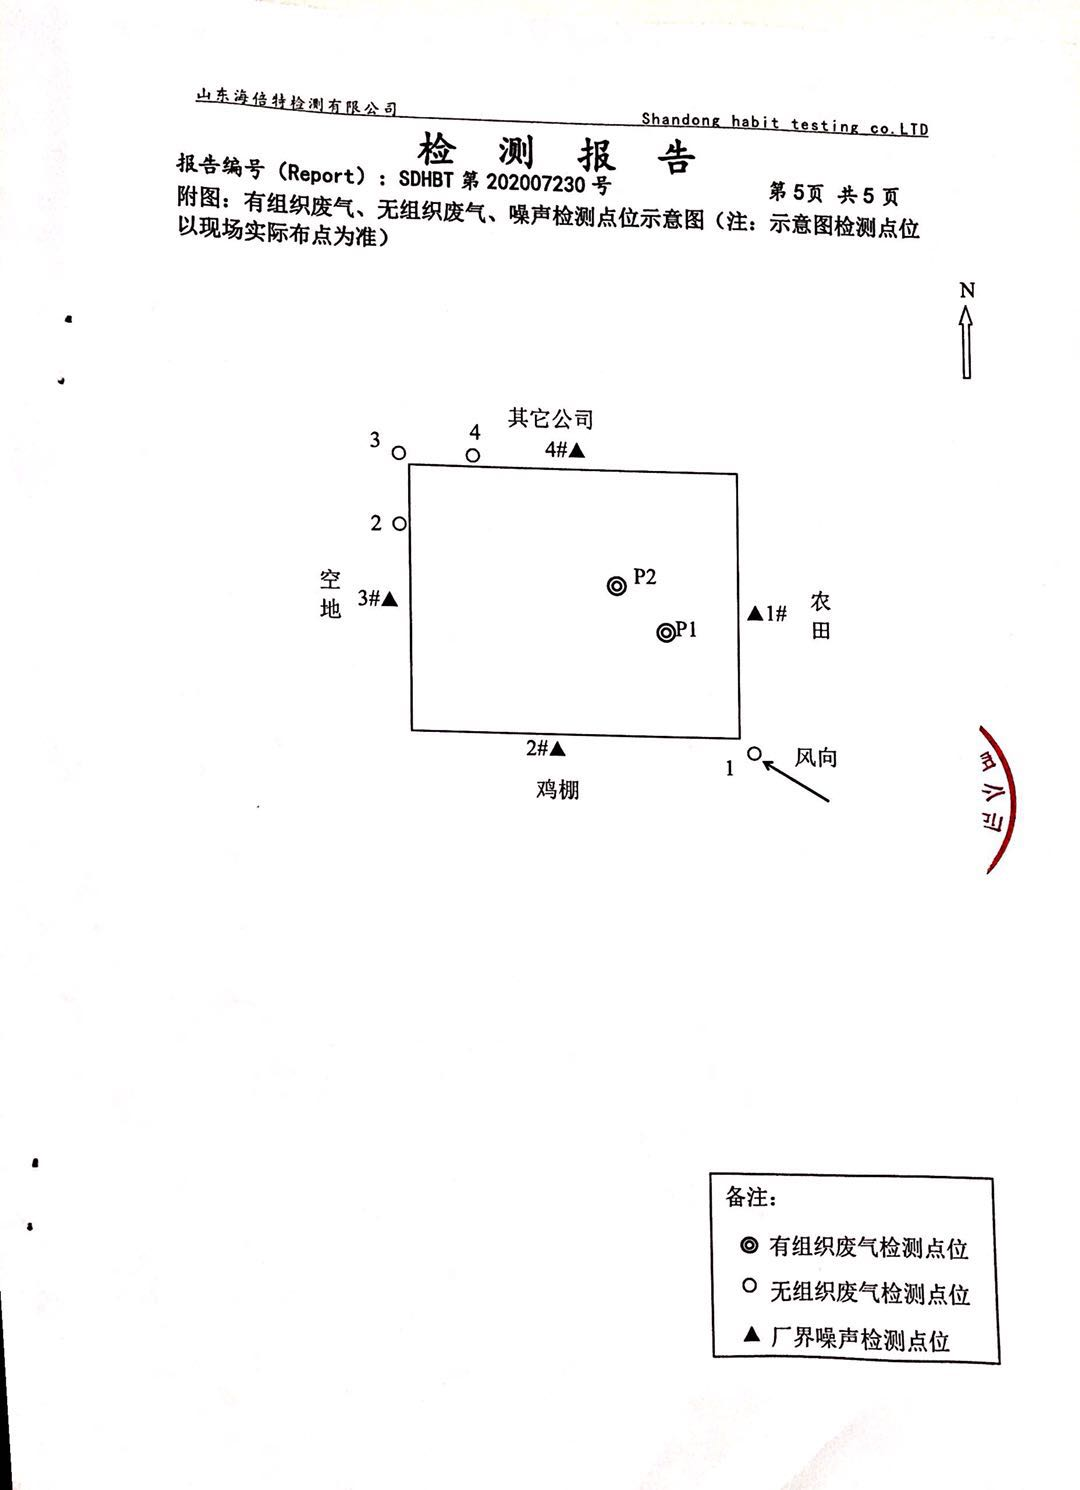 山东海倍特检测有限公司 Shandong habit testing co.LTD
检 测 报 告
报告编号（Report）：SDHBT 第 202007230 号 第 5页 共 5 页
附图：有组织废气、无组织废气、噪声检测点位示意图（注：示意图检测点位
以现场实际布点为准）
N
其它公司
3 4 4#▲
2
P2
空地 3#▲ ▲1# 农田
P1
2#▲
1 风向
鸡棚
公司
备注：
◎ 有组织废气检测点位
○ 无组织废气检测点位
▲ 厂界噪声检测点位